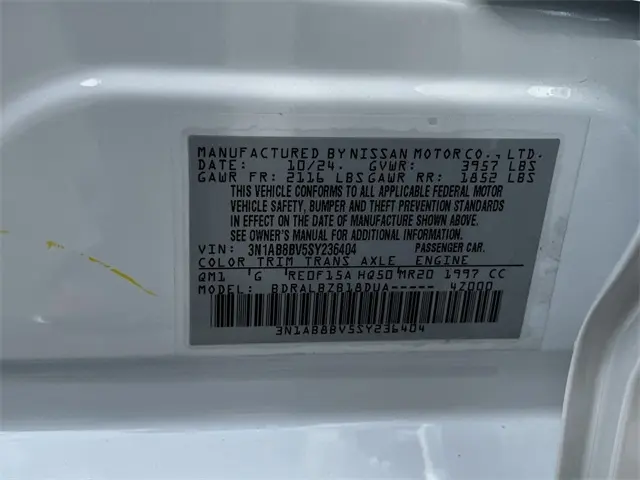 MANUFACTURED BY NISSAN MOTOR CO., LTD.
DATE: 10/24. GVWR: 3957 LBS
GAWR FR: 2116 LBS GAWR RR: 1852 LBS
THIS VEHICLE CONFORMS TO ALL APPLICABLE FEDERAL MOTOR
VEHICLE SAFETY, BUMPER AND THEFT PREVENTION STANDARDS
IN EFFECT ON THE DATE OF MANUFACTURE SHOWN ABOVE.
SEE OWNER'S MANUAL FOR ADDITIONAL INFORMATION.
VIN: 3N1AB8BV5SY236404 PASSENGER CAR.
COLOR TRIM TRANS AXLE ENGINE
QM1 G RE0F15A HQ50 MR20 1997 CC
MODEL: BDRALBZB18DUA----- 47000
3N1AB8BV5SY236404